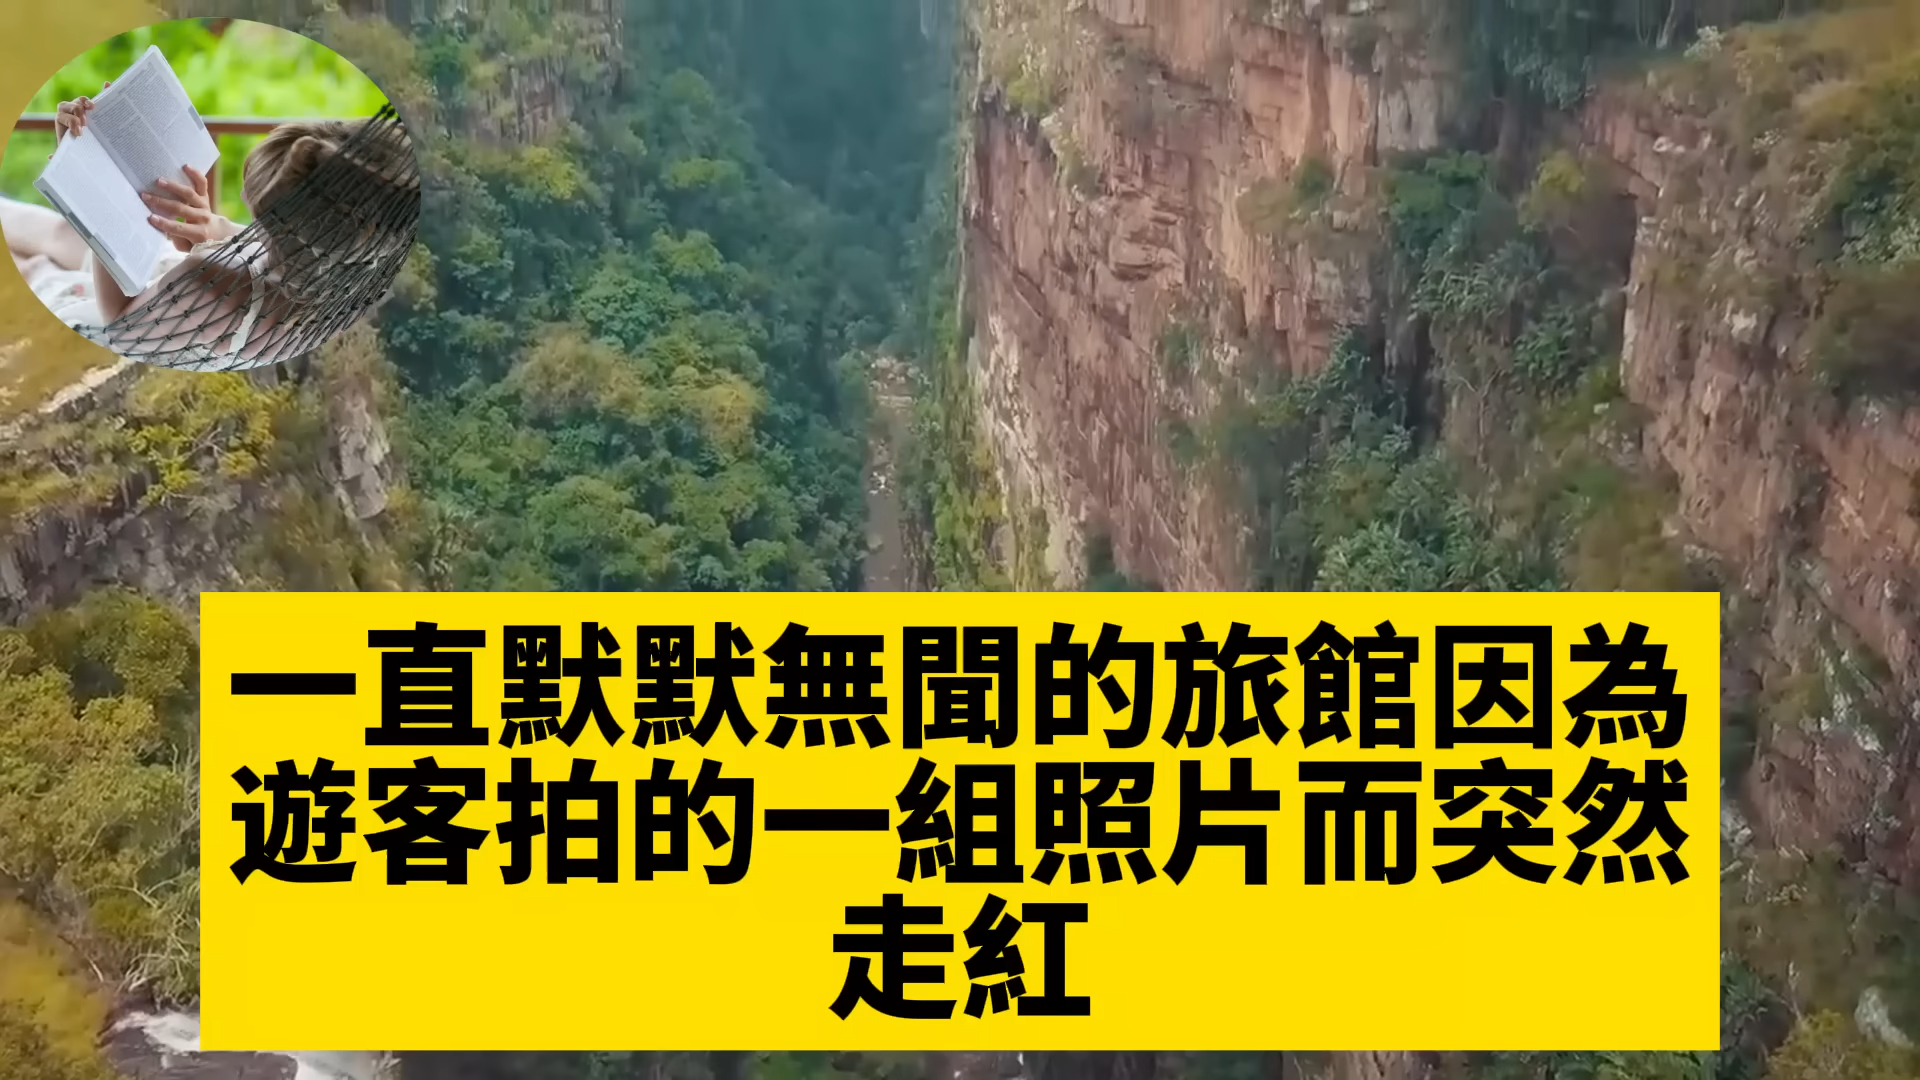 一直默默無聞的旅館因為
遊客拍的一組照片而突然
走紅